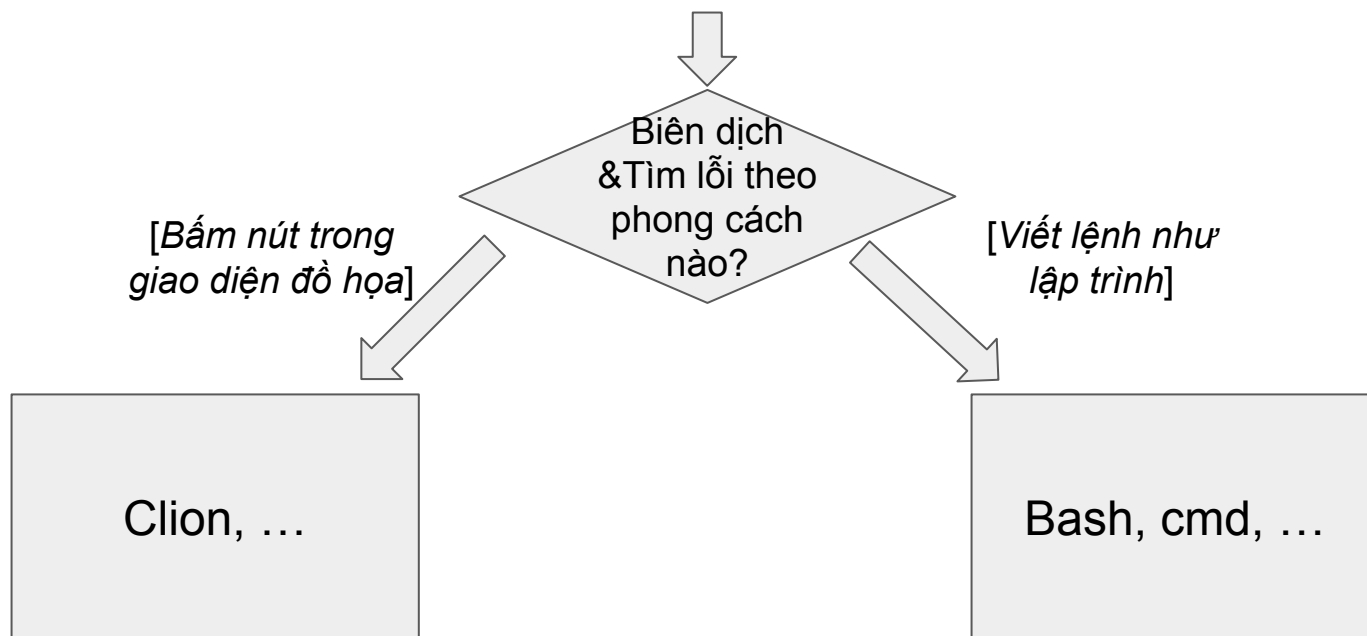 Biên dịch
&Tìm lỗi theo
phong cách
nào?
[Bấm nút trong
giao diện đồ họa]
[Viết lệnh như
lập trình]
Clion, …
Bash, cmd, …